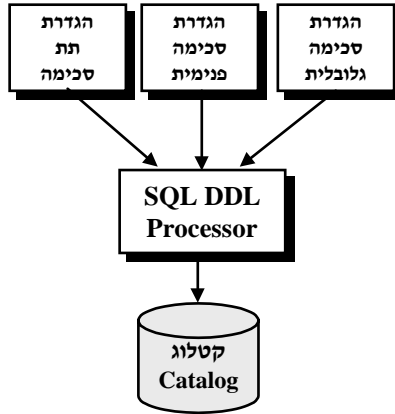 הגדרת
סכימה
גלובלית
הגדרת
סכימה
פנימית
הגדרת
תת
סכימה
SQL DDL
Processor
קטלוג
Catalog